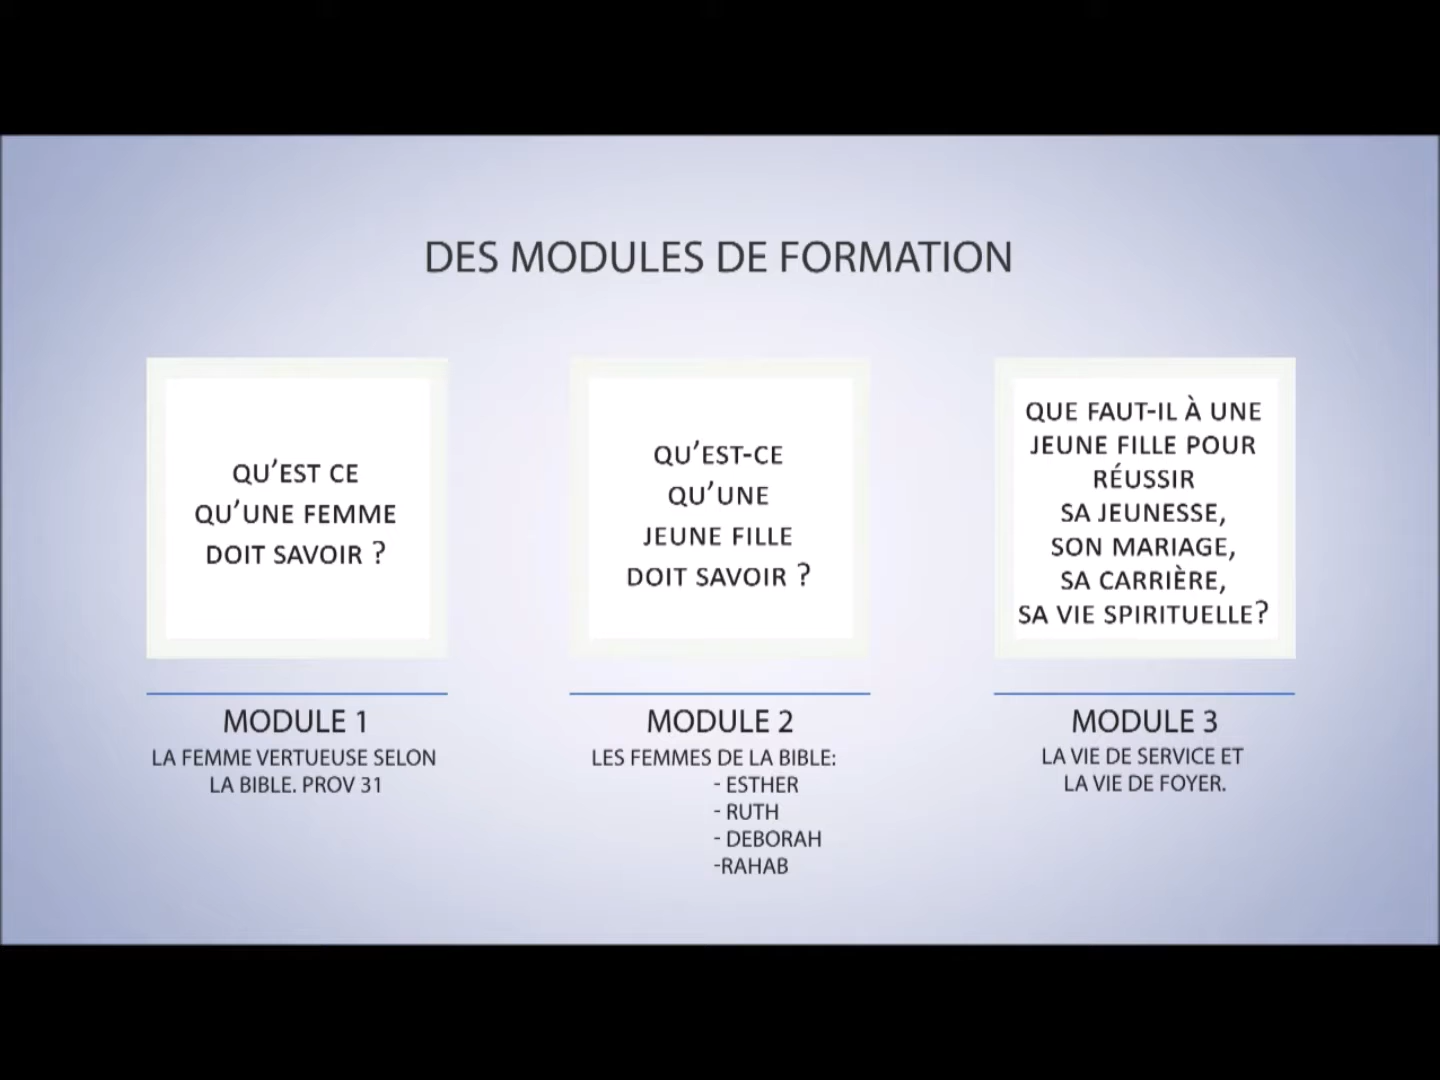 DES MODULES DE FORMATION
QU'EST CE
QU'UNE FEMME
DOIT SAVOIR ?
MODULE 1
LA FEMME VERTUEUSE SELON
LA BIBLE. PROV 31
QU'EST-CE
QU'UNE
JEUNE FILLE
DOIT SAVOIR ?
MODULE 2
LES FEMMES DE LA BIBLE:
- ESTHER
- RUTH
- DEBORAH
-RAHAB
QUE FAUT-IL À UNE
JEUNE FILLE POUR
RÉUSSIR
SA JEUNESSE,
SON MARIAGE,
SA CARRIÈRE,
SA VIE SPIRITUELLE?
MODULE 3
LA VIE DE SERVICE ET
LA VIE DE FOYER.